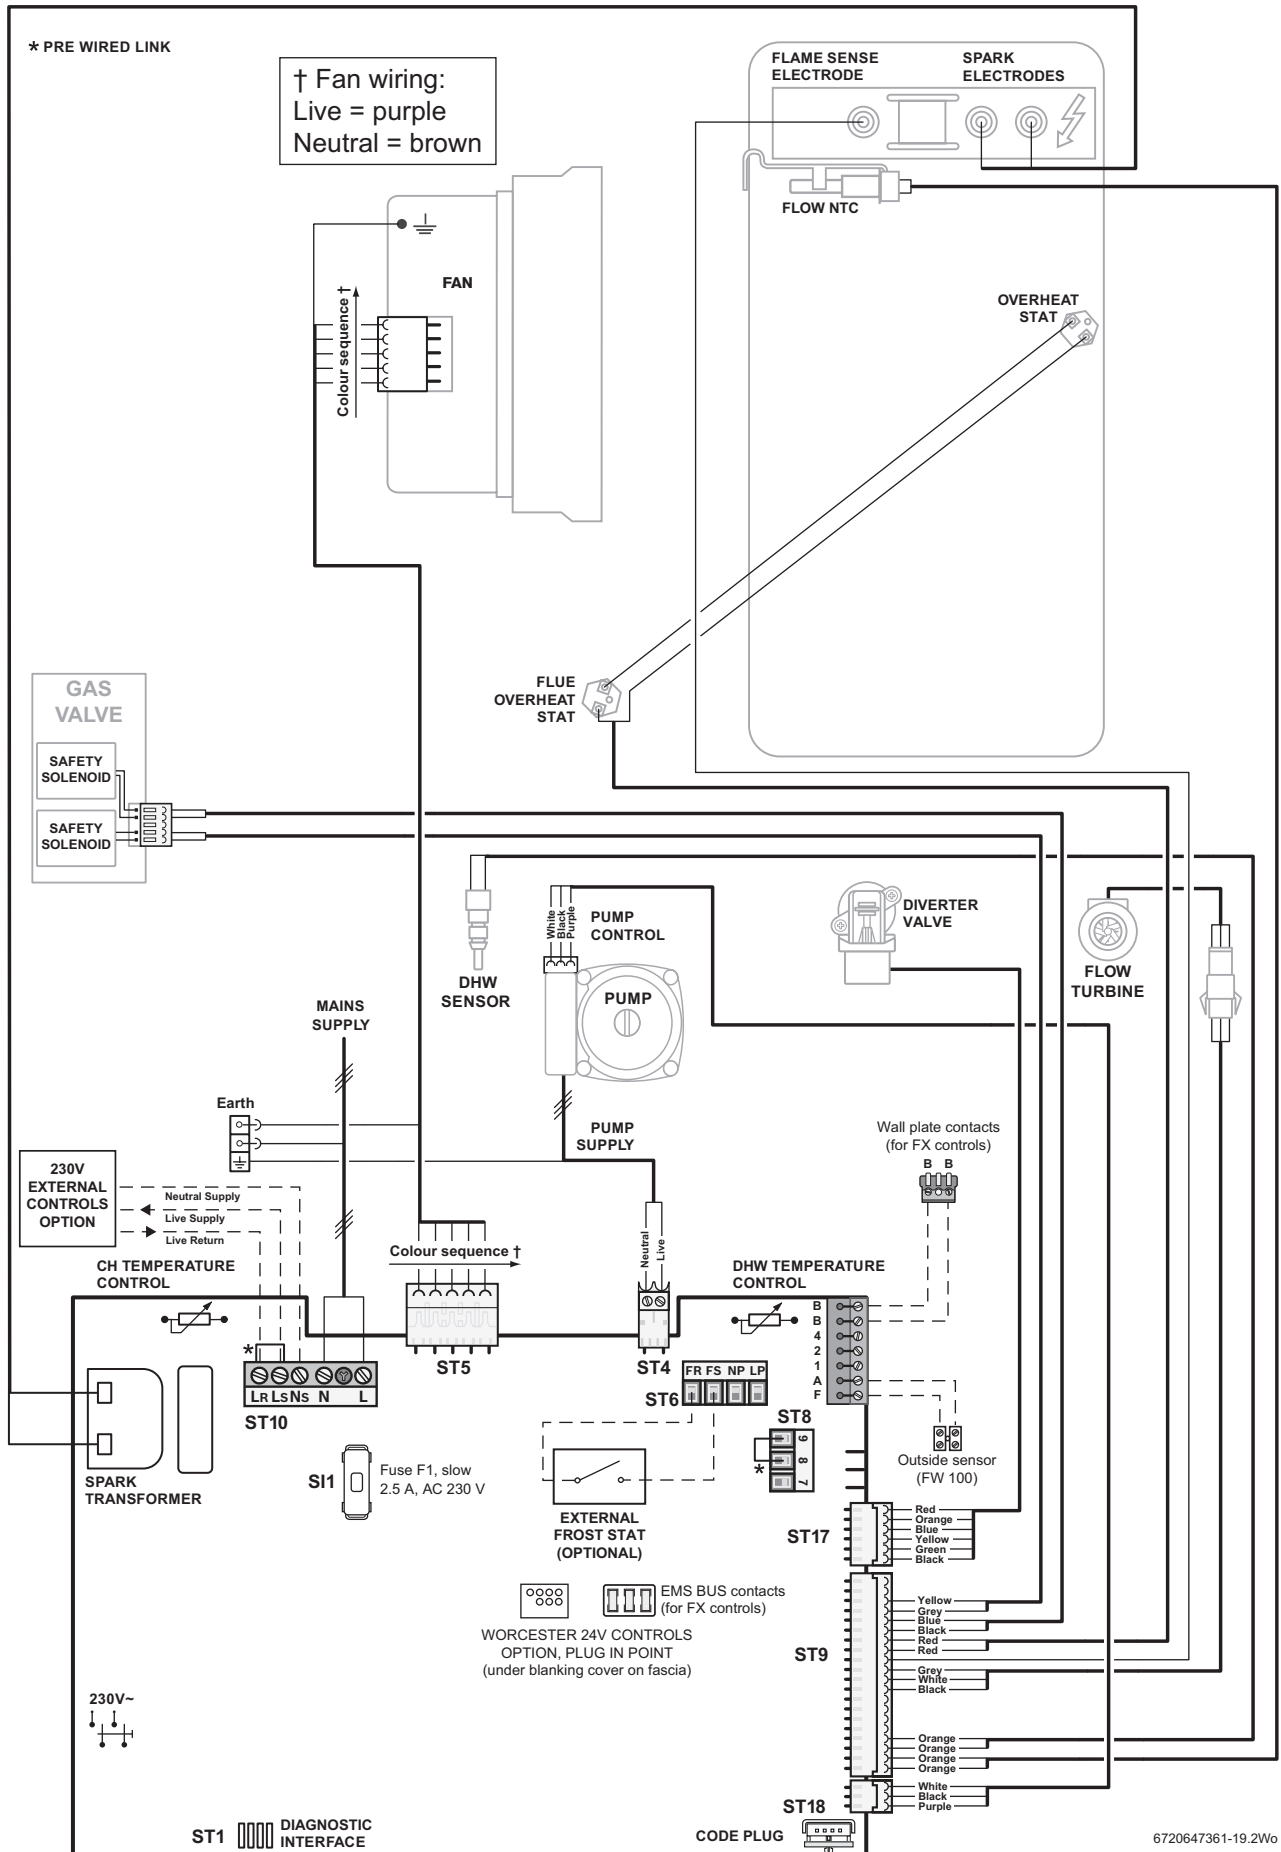 * PRE WIRED LINK
† Fan wiring:
Live = purple
Neutral = brown
FLAME SENSE
ELECTRODE
SPARK
ELECTRODES
FLOW NTC
FAN
Colour sequence †
OVERHEAT
STAT
FLUE
OVERHEAT
STAT
GAS
VALVE
SAFETY
SOLENOID
SAFETY
SOLENOID
White
Black
Purple
PUMP
CONTROL
DIVERTER
VALVE
DHW
SENSOR
PUMP
FLOW
TURBINE
MAINS
SUPPLY
Earth
PUMP
SUPPLY
Wall plate contacts
(for FX controls)
B B
230V
EXTERNAL
CONTROLS
OPTION
Neutral Supply
Live Supply
Live Return
Colour sequence †
Neutral
Live
CH TEMPERATURE
CONTROL
DHW TEMPERATURE
CONTROL
B
B
4
2
1
A
F
*
LR LS NS N L
ST10
ST5
ST4
FR FS NP LP
ST6
ST8
9
8
7
*
Outside sensor
(FW 100)
SPARK
TRANSFORMER
SI1
Fuse F1, slow
2.5 A, AC 230 V
EXTERNAL
FROST STAT
(OPTIONAL)
ST17
Red
Orange
Blue
Yellow
Green
Black
EMS BUS contacts
(for FX controls)
WORCESTER 24V CONTROLS
OPTION, PLUG IN POINT
(under blanking cover on fascia)
ST9
Yellow
Grey
Blue
Black
Red
Red
Grey
White
Black
Orange
Orange
Orange
Orange
230V~
ST18
White
Black
Purple
ST1
DIAGNOSTIC
INTERFACE
CODE PLUG
6720647361-19.2Wo